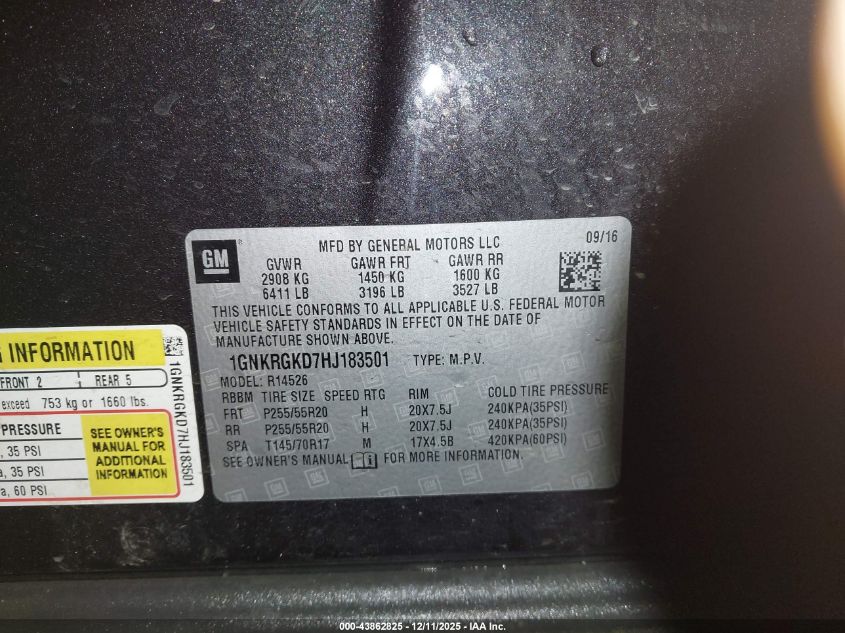 GM
MFD BY GENERAL MOTORS LLC
09/16
GVWR GAWR FRT GAWR RR
2908 KG 1450 KG 1600 KG
6411 LB 3196 LB 3527 LB
THIS VEHICLE CONFORMS TO ALL APPLICABLE U.S. FEDERAL MOTOR
VEHICLE SAFETY STANDARDS IN EFFECT ON THE DATE OF
MANUFACTURE SHOWN ABOVE.
1GNKRGKD7HJ183501 TYPE: M.P.V.
MODEL: R14526
RBBM TIRE SIZE SPEED RTG RIM COLD TIRE PRESSURE
FRT P255/55R20 H 20X7.5J 240KPA(35PSI)
RR P255/55R20 H 20X7.5J 240KPA(35PSI)
SPA T145/70R17 M 17X4.5B 420KPA(60PSI)
SEE OWNER'S MANUAL FOR MORE INFORMATION.
INFORMATION
FRONT 2 REAR 5
exceed 753 kg or 1660 lbs.
PRESSURE
, 35 PSI
a, 35 PSI
a, 60 PSI
SEE OWNER'S
MANUAL FOR
ADDITIONAL
INFORMATION
1GNKRGKD7HJ183501
000-43862825 - 12/11/2025 - IAA Inc.